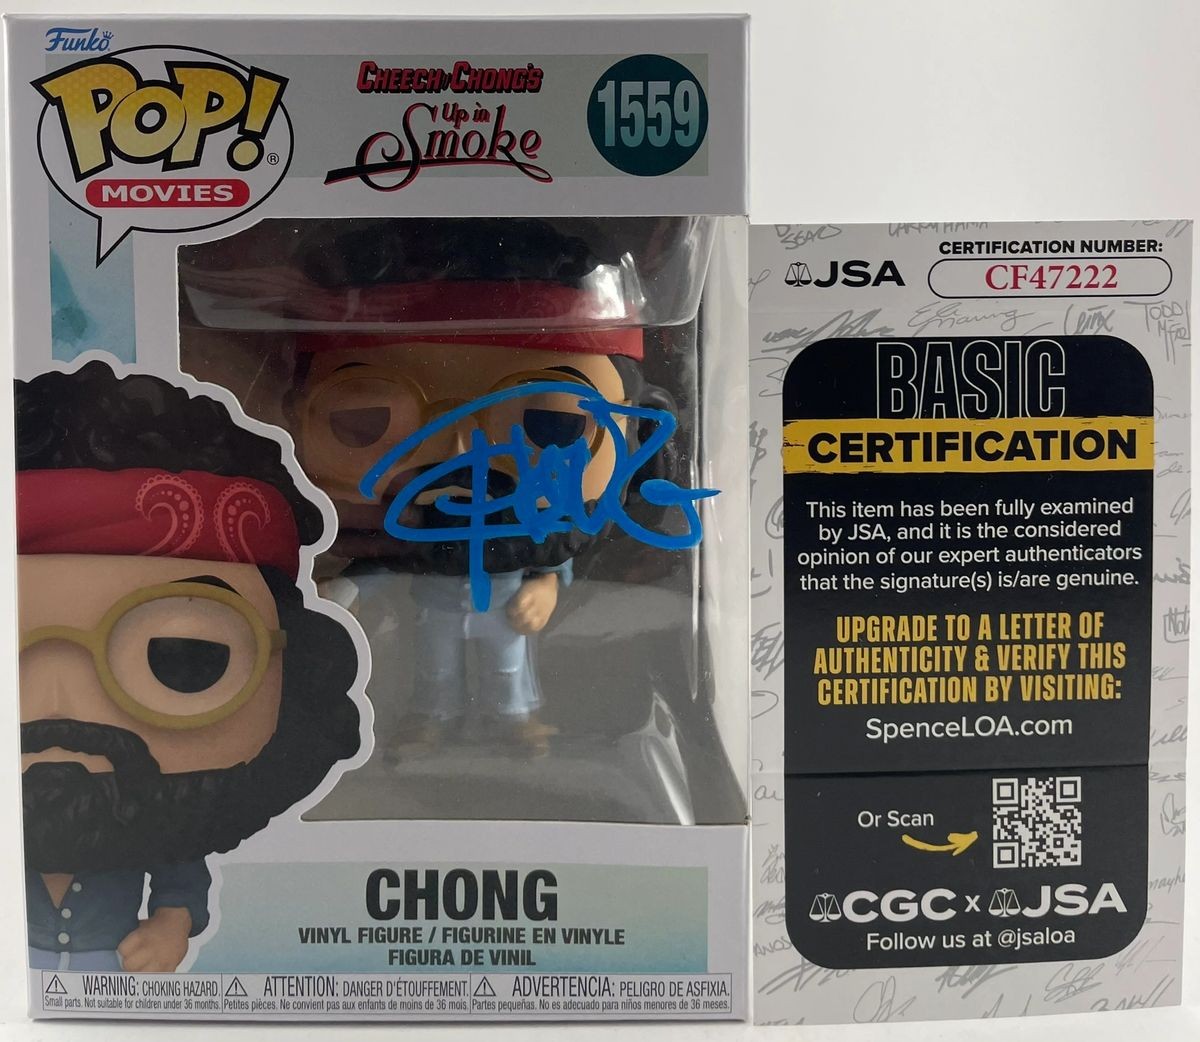 Funko
POP!®
MOVIES
CHEECH & CHONG'S
Up in
Smoke
1559
CHONG
VINYL FIGURE / FIGURINE EN VINYLE
FIGURA DE VINIL
WARNING: CHOKING HAZARD.
Small parts. Not suitable for children under 36 months.
ATTENTION: DANGER D'ÉTOUFFEMENT.
Petites pièces. Ne convient pas aux enfants de moins de 36 mois.
ADVERTENCIA: PELIGRO DE ASFIXIA.
Partes pequeñas. No es adecuado para niños menores de 36 meses.
JSA
CERTIFICATION NUMBER:
CF47222
BASIC
CERTIFICATION
This item has been fully examined
by JSA, and it is the considered
opinion of our expert authenticators
that the signature(s) is/are genuine.
UPGRADE TO A LETTER OF
AUTHENTICITY & VERIFY THIS
CERTIFICATION BY VISITING:
SpenceLOA.com
Or Scan
CGC x JSA
Follow us at @jsaloa